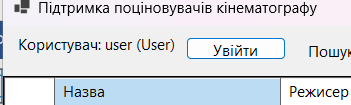 Підтримка поціновувачів кінематографу
Користувач: user (User) Увійти Пошук
Назва Режисер